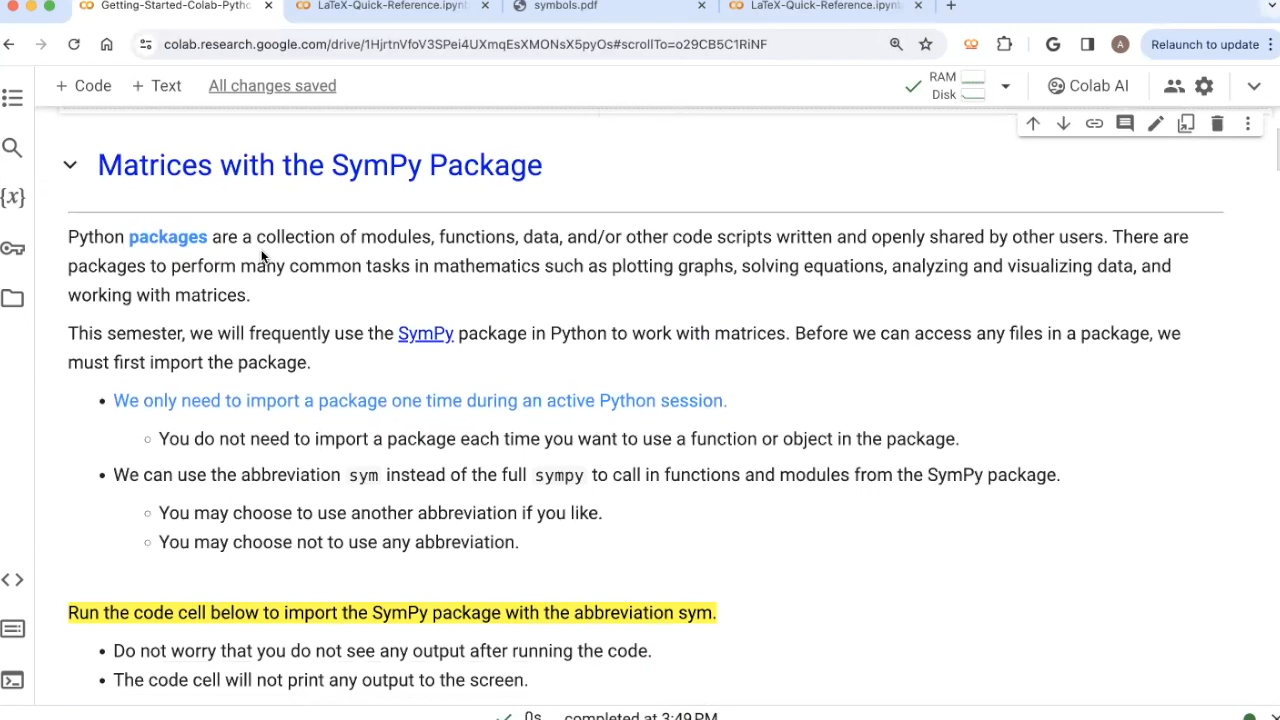 Getting-Started-Colab-Pytho
LaTeX-Quick-Reference.ipynb
symbols.pdf
LaTeX-Quick-Reference.ipynb
colab.research.google.com/drive/1HjrtnVfoV3SPei4UXmqEsXMONsX5pyOs#scrollTo=o29CB5C1RiNF
A
Relaunch to update
+ Code
+ Text
All changes saved
RAM
Disk
Colab AI
{x}
Matrices with the SymPy Package
Python packages are a collection of modules, functions, data, and/or other code scripts written and openly shared by other users. There are
packages to perform many common tasks in mathematics such as plotting graphs, solving equations, analyzing and visualizing data, and
working with matrices.
This semester, we will frequently use the SymPy package in Python to work with matrices. Before we can access any files in a package, we
must first import the package.
• We only need to import a package one time during an active Python session.
◦ You do not need to import a package each time you want to use a function or object in the package.
• We can use the abbreviation sym instead of the full sympy to call in functions and modules from the SymPy package.
◦ You may choose to use another abbreviation if you like.
◦ You may choose not to use any abbreviation.
Run the code cell below to import the SymPy package with the abbreviation sym.
• Do not worry that you do not see any output after running the code.
• The code cell will not print any output to the screen.
0s completed at 3:49 PM